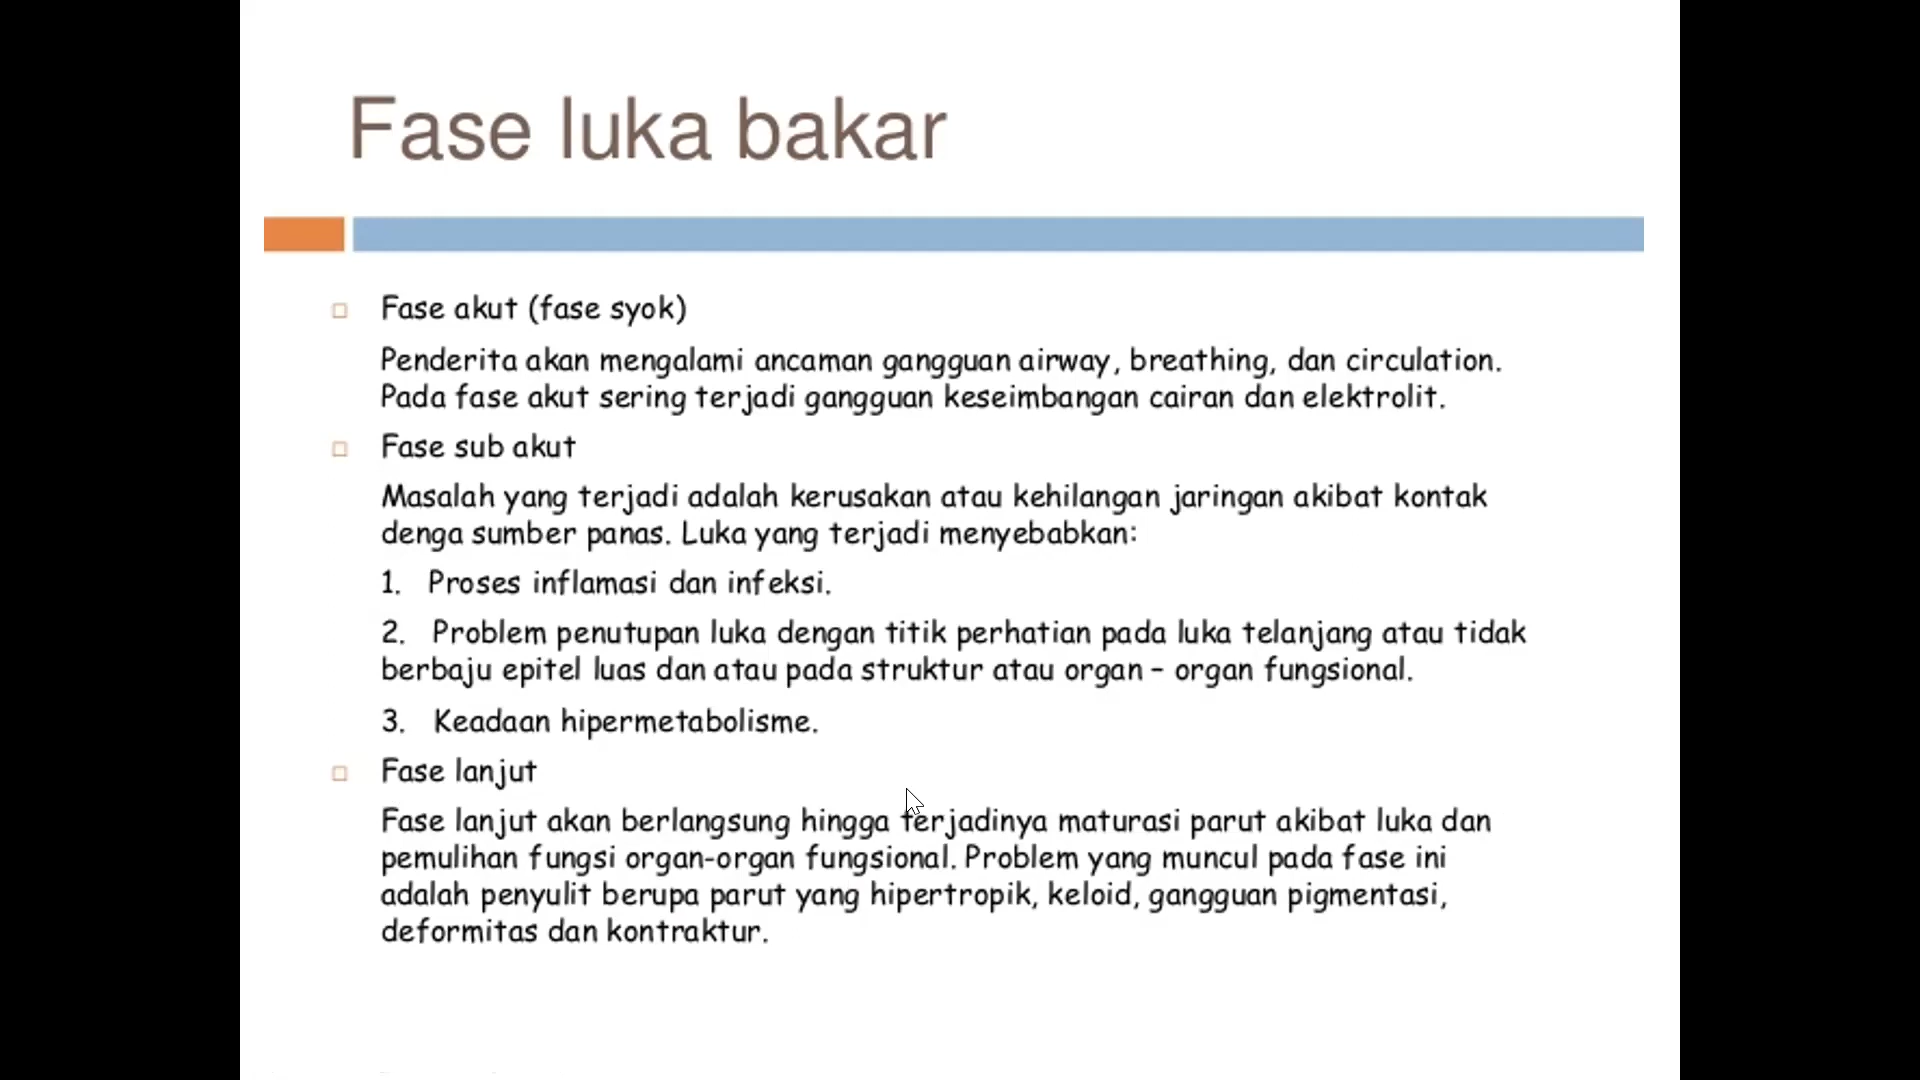 Fase luka bakar
Fase akut (fase syok)
Penderita akan mengalami ancaman gangguan airway, breathing, dan circulation.
Pada fase akut sering terjadi gangguan keseimbangan cairan dan elektrolit.
Fase sub akut
Masalah yang terjadi adalah kerusakan atau kehilangan jaringan akibat kontak
denga sumber panas. Luka yang terjadi menyebabkan:
1. Proses inflamasi dan infeksi.
2. Problem penutupan luka dengan titik perhatian pada luka telanjang atau tidak
berbaju epitel luas dan atau pada struktur atau organ – organ fungsional.
3. Keadaan hipermetabolisme.
Fase lanjut
Fase lanjut akan berlangsung hingga terjadinya maturasi parut akibat luka dan
pemulihan fungsi organ-organ fungsional. Problem yang muncul pada fase ini
adalah penyulit berupa parut yang hipertropik, keloid, gangguan pigmentasi,
deformitas dan kontraktur.